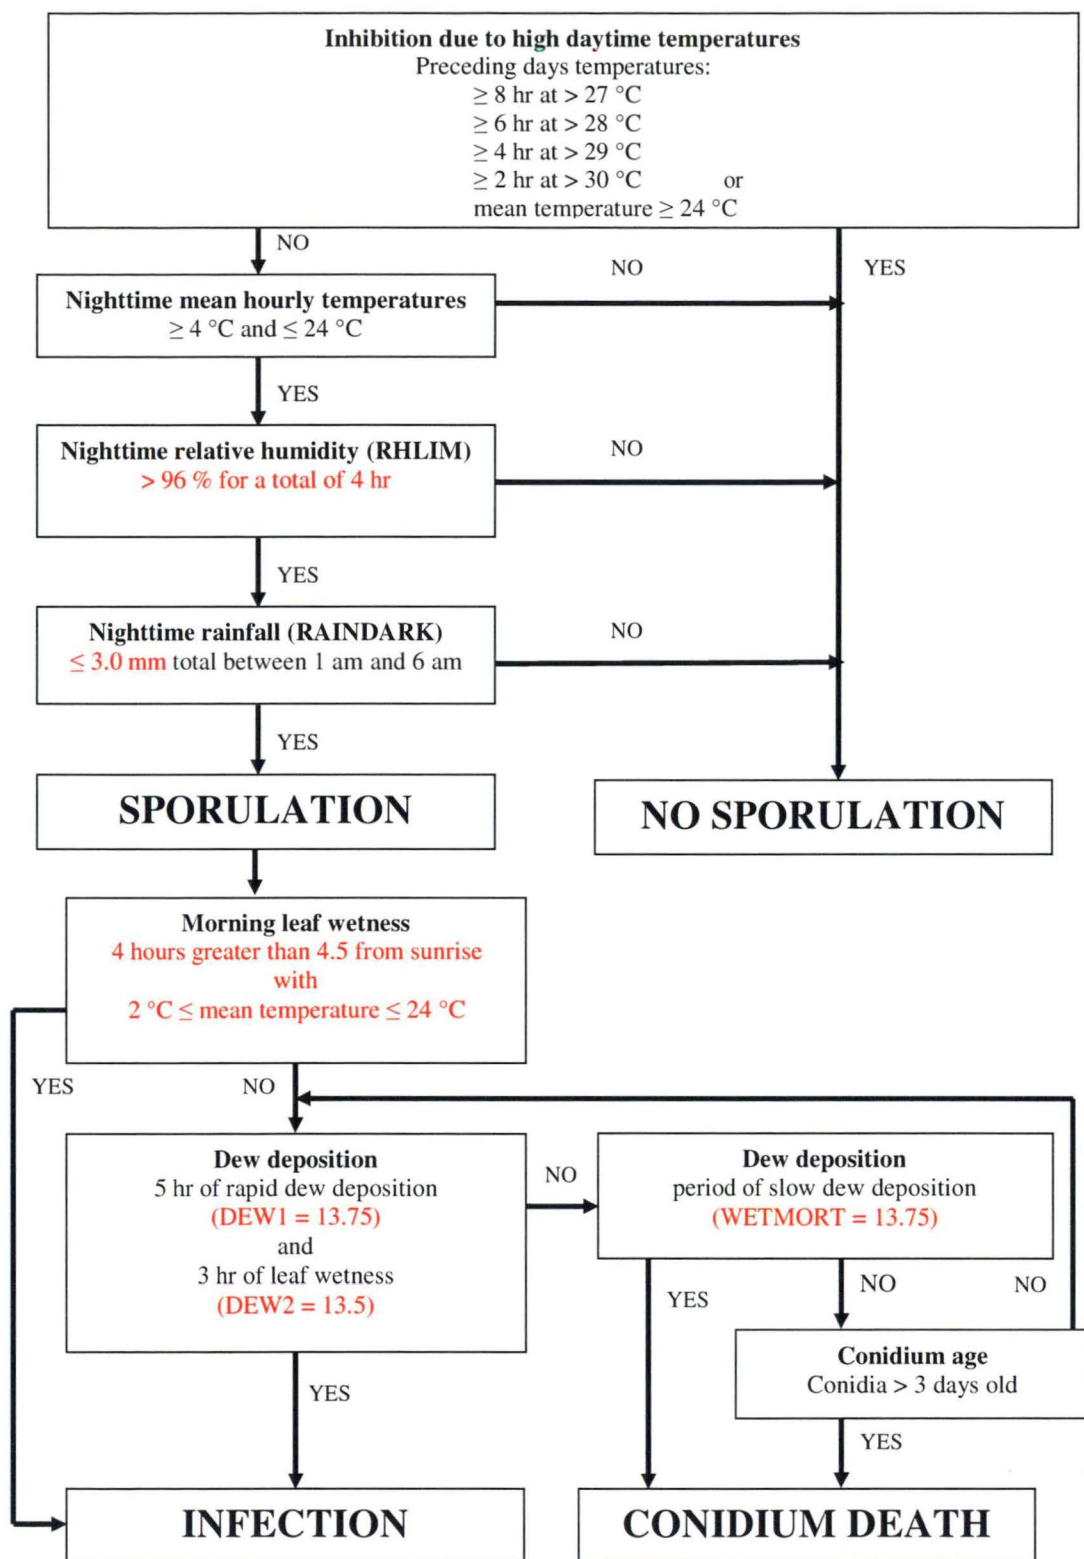 Inhibition due to high daytime temperatures
Preceding days temperatures:
≥ 8 hr at > 27 °C
≥ 6 hr at > 28 °C
≥ 4 hr at > 29 °C
≥ 2 hr at > 30 °C or
mean temperature ≥ 24 °C
NO
NO
YES
Nighttime mean hourly temperatures
≥ 4 °C and ≤ 24 °C
YES
Nighttime relative humidity (RHLIM)
> 96 % for a total of 4 hr
NO
YES
Nighttime rainfall (RAINDARK)
≤ 3.0 mm total between 1 am and 6 am
NO
YES
SPORULATION
NO SPORULATION
Morning leaf wetness
4 hours greater than 4.5 from sunrise
with
2 °C ≤ mean temperature ≤ 24 °C
YES
NO
Dew deposition
5 hr of rapid dew deposition
(DEW1 = 13.75)
and
3 hr of leaf wetness
(DEW2 = 13.5)
NO
Dew deposition
period of slow dew deposition
(WETMORT = 13.75)
YES
NO
NO
Conidium age
Conidia > 3 days old
YES
YES
INFECTION
CONIDIUM DEATH